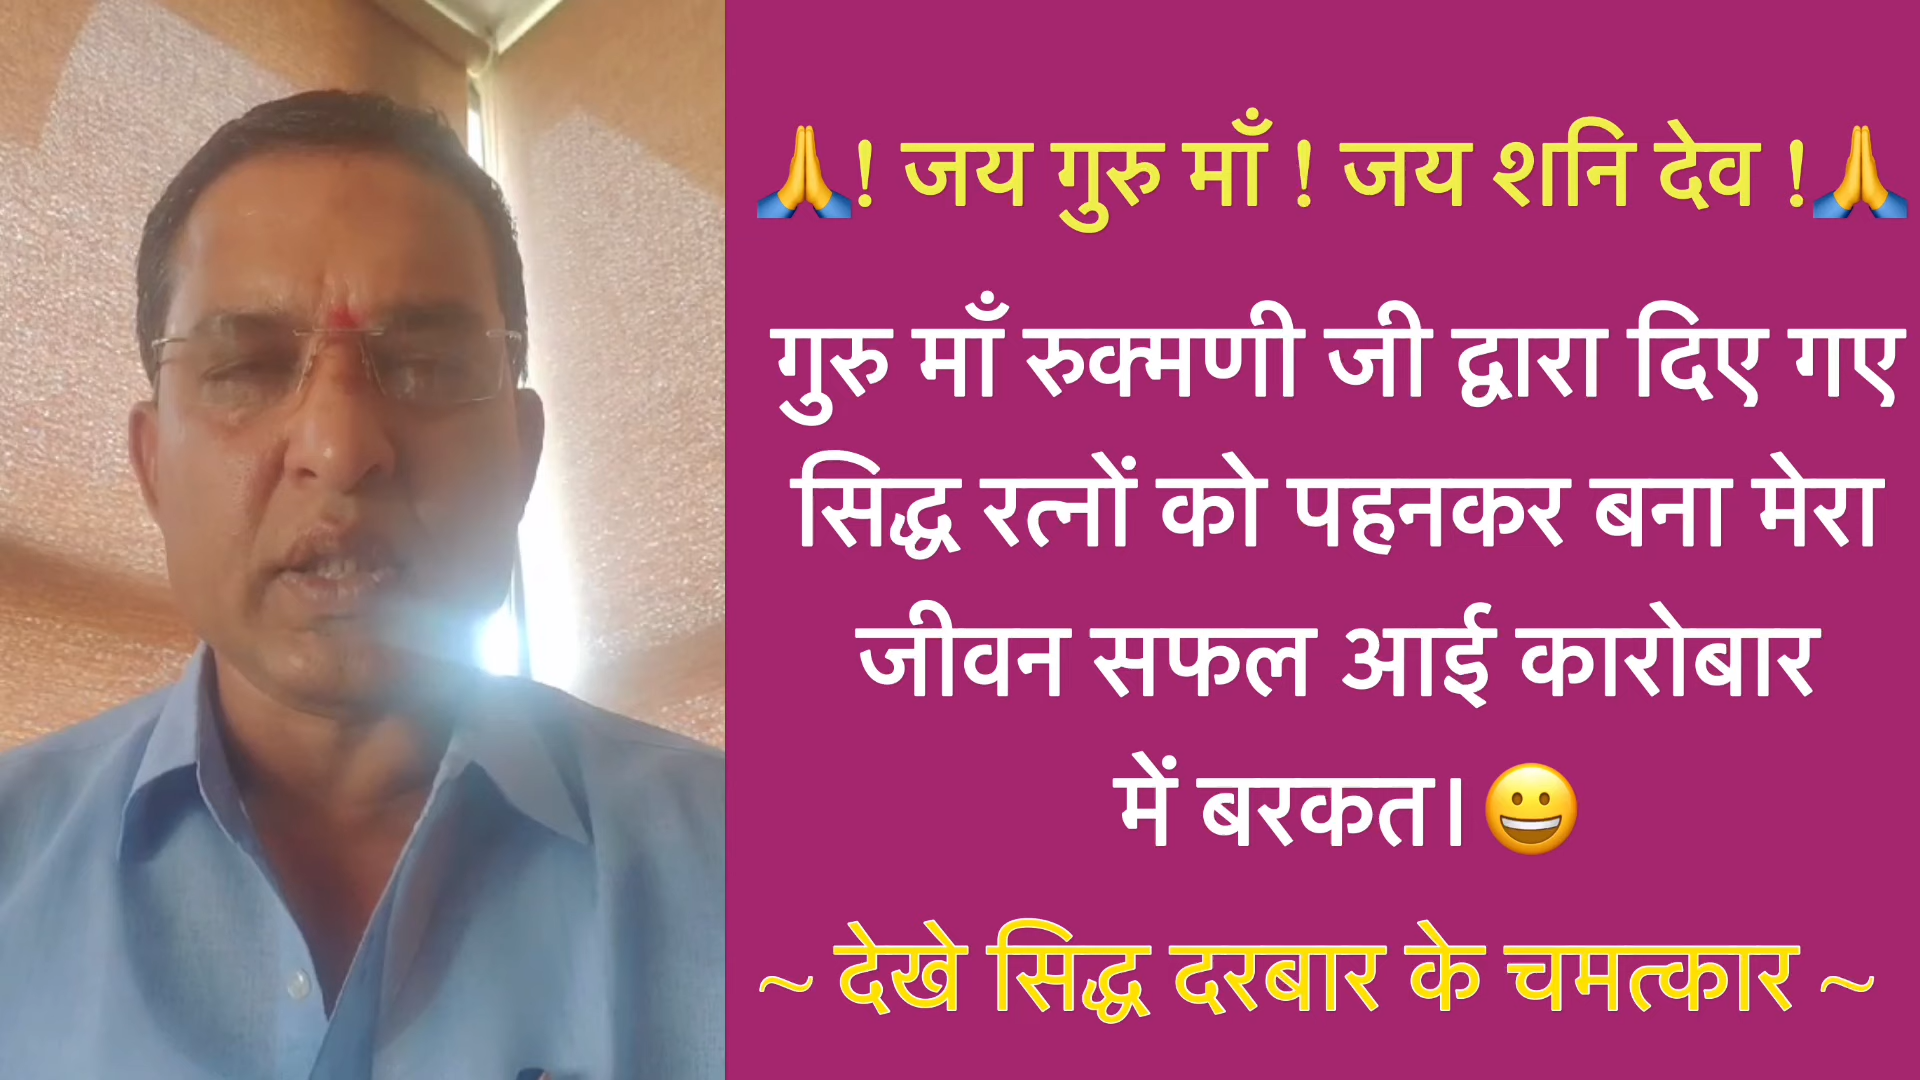 🙏! जय गुरु माँ ! जय शनि देव !🙏
गुरु माँ रुक्मणी जी द्वारा दिए गए
सिद्ध रत्नों को पहनकर बना मेरा
जीवन सफल आई कारोबार
में बरकत।😀
~ देखे सिद्ध दरबार के चमत्कार ~